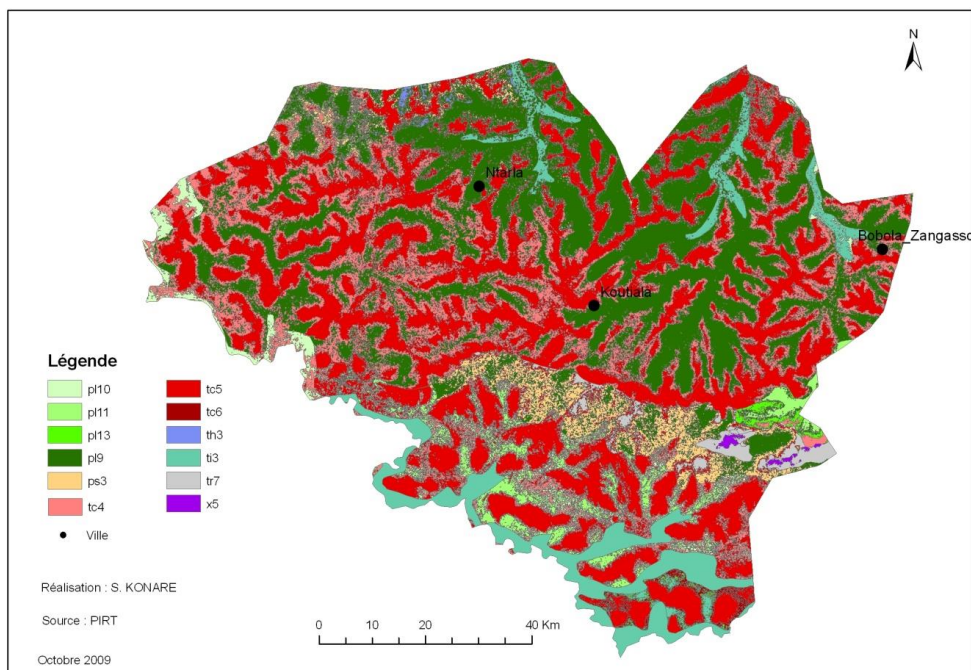 N
Ntarla
Bobola_Zangasso
Koutiala
Légende
pl10
pl11
pl13
pl9
ps3
tc4
tc5
tc6
th3
ti3
tr7
x5
Ville
Réalisation : S. KONARE
Source : PIRT
Octobre 2009
0 10 20 40 Km